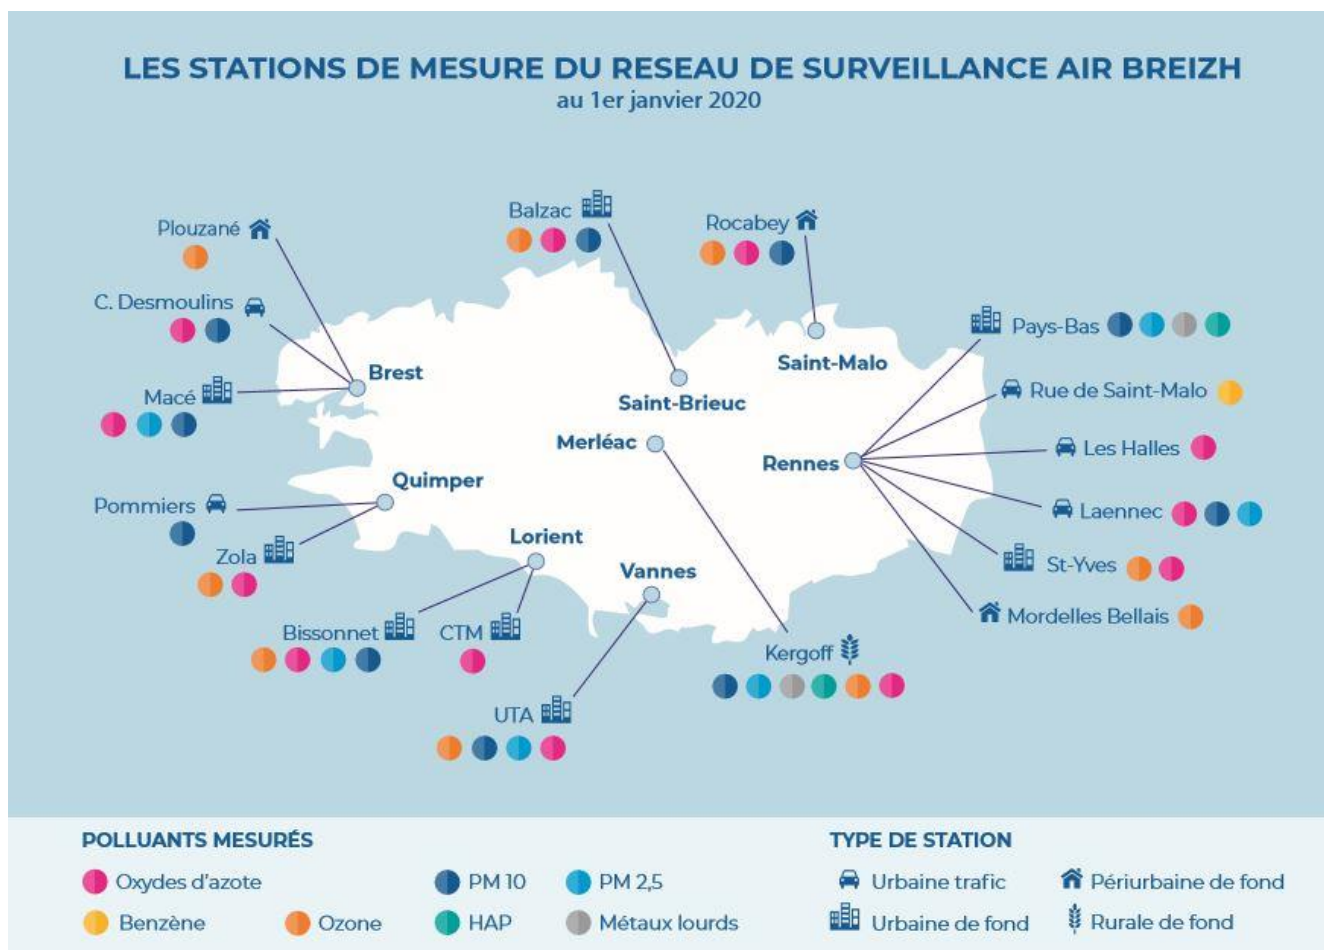 LES STATIONS DE MESURE DU RESEAU DE SURVEILLANCE AIR BREIZH
au 1er janvier 2020
Balzac
Rocabey
Plouzané
C. Desmoulins
Pays-Bas
Saint-Malo
Brest
Macé
Rue de Saint-Malo
Saint-Brieuc
Merléac
Les Halles
Rennes
Quimper
Pommiers
Laennec
Lorient
Zola
Vannes
St-Yves
Mordelles Bellais
Bissonnet
CTM
Kergoff
UTA
POLLUANTS MESURÉS
TYPE DE STATION
Oxydes d'azote
PM 10
PM 2,5
Urbaine trafic
Périurbaine de fond
Benzène
Ozone
HAP
Métaux lourds
Urbaine de fond
Rurale de fond